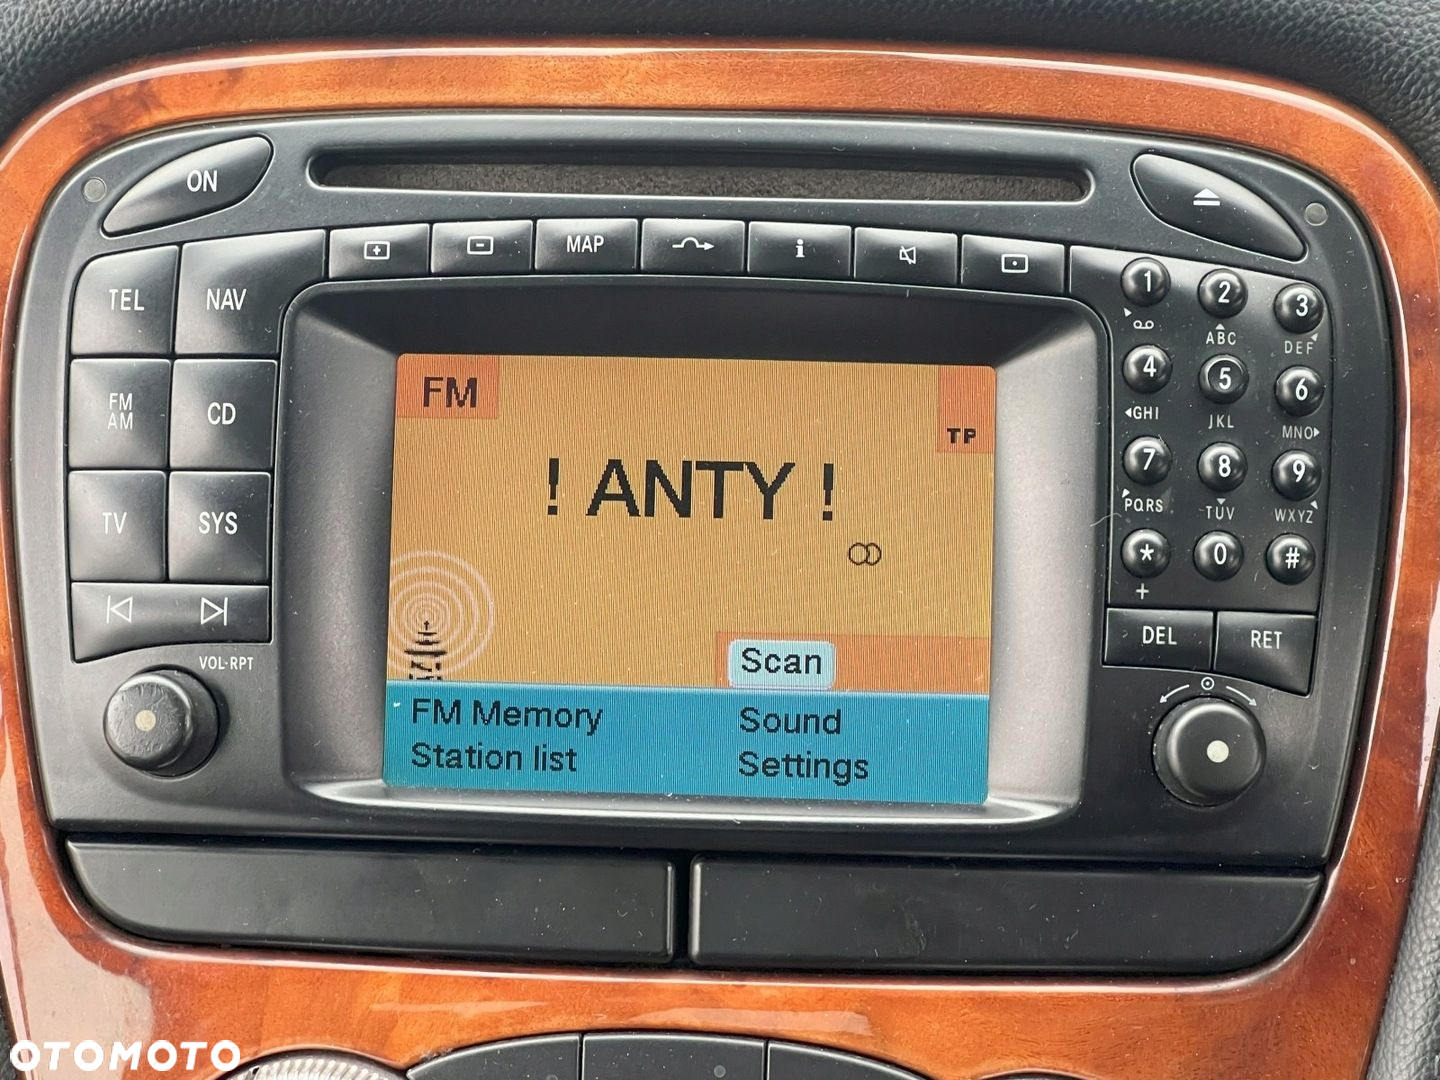 ON
MAP
i
TEL NAV
FM
AM
CD
TV SYS
VOL·RPT
FM
TP
! ANTY !
Scan
FM Memory Sound
Station list Settings
1 2 3
ABC DEF
4 5 6
GHI JKL MNO
7 8 9
PQRS TUV WXYZ
* 0 #
+
DEL RET
OTOMOTO